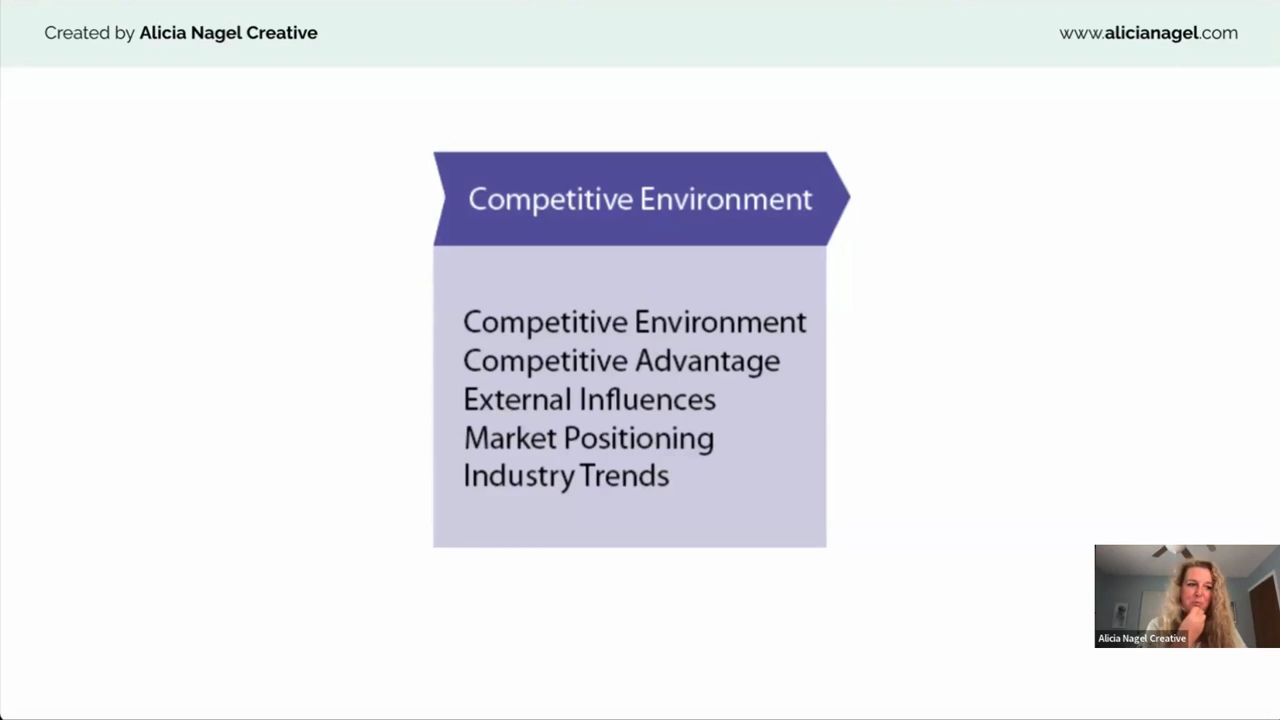 Created by Alicia Nagel Creative
www.alicianagel.com
Competitive Environment
Competitive Environment
Competitive Advantage
External Influences
Market Positioning
Industry Trends
Alicia Nagel Creative